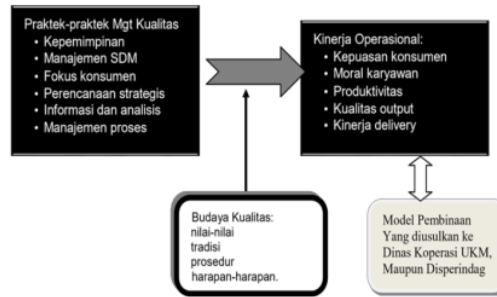 Praktek-praktek Mgt Kualitas
• Kepemimpinan
• Manajemen SDM
• Fokus konsumen
• Perencanaan strategis
• Informasi dan analisis
• Manajemen proses
Kinerja Operasional:
• Kepuasan konsumen
• Moral karyawan
• Produktivitas
• Kualitas output
• Kinerja delivery
Budaya Kualitas:
nilai-nilai
tradisi
prosedur
harapan-harapan.
Model Pembinaan
Yang diusulkan ke
Dinas Koperasi UKM,
Maupun Disperindag